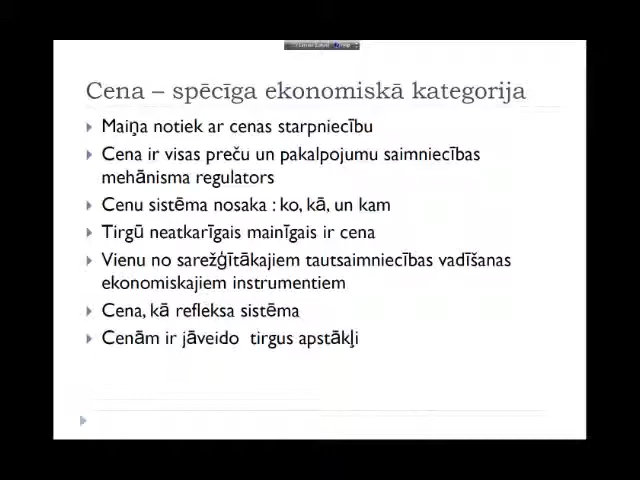 Cena – spēcīga ekonomiskā kategorija
Maiņa notiek ar cenas starpniecību
Cena ir visas preču un pakalpojumu saimniecības
mehānisma regulators
Cenu sistēma nosaka : ko, kā, un kam
Tirgū neatkarīgais mainīgais ir cena
Vienu no sarežģītākajiem tautsaimniecības vadīšanas
ekonomiskajiem instrumentiem
Cena, kā refleksa sistēma
Cenām ir jāveido tirgus apstākļi